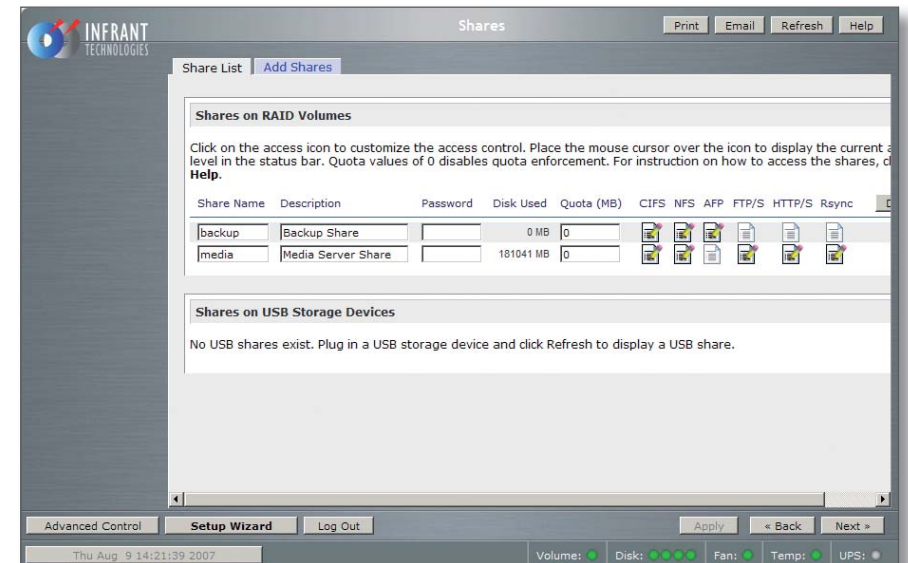 INFRANT
TECHNOLOGIES
Shares
Print Email Refresh Help
Share List Add Shares
Shares on RAID Volumes
Click on the access icon to customize the access control. Place the mouse cursor over the icon to display the current
level in the status bar. Quota values of 0 disables quota enforcement. For instruction on how to access the shares,
Help.
Share Name Description Password Disk Used Quota (MB) CIFS NFS AFP FTP/S HTTP/S Rsync
backup Backup Share 0 MB 0
media Media Server Share 181041 MB 0
Shares on USB Storage Devices
No USB shares exist. Plug in a USB storage device and click Refresh to display a USB share.
Advanced Control Setup Wizard Log Out Apply « Back Next »
Thu Aug 9 14:21:39 2007 Volume: Disk: Fan: Temp: UPS: